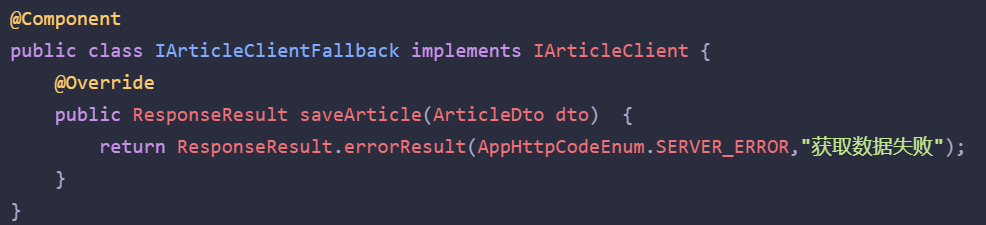 @Component
public class IArticleClientFallback implements IArticleClient {
    @Override
    public ResponseResult saveArticle(ArticleDto dto)  {
        return ResponseResult.errorResult(AppHttpCodeEnum.SERVER_ERROR,"获取数据失败");
    }
}